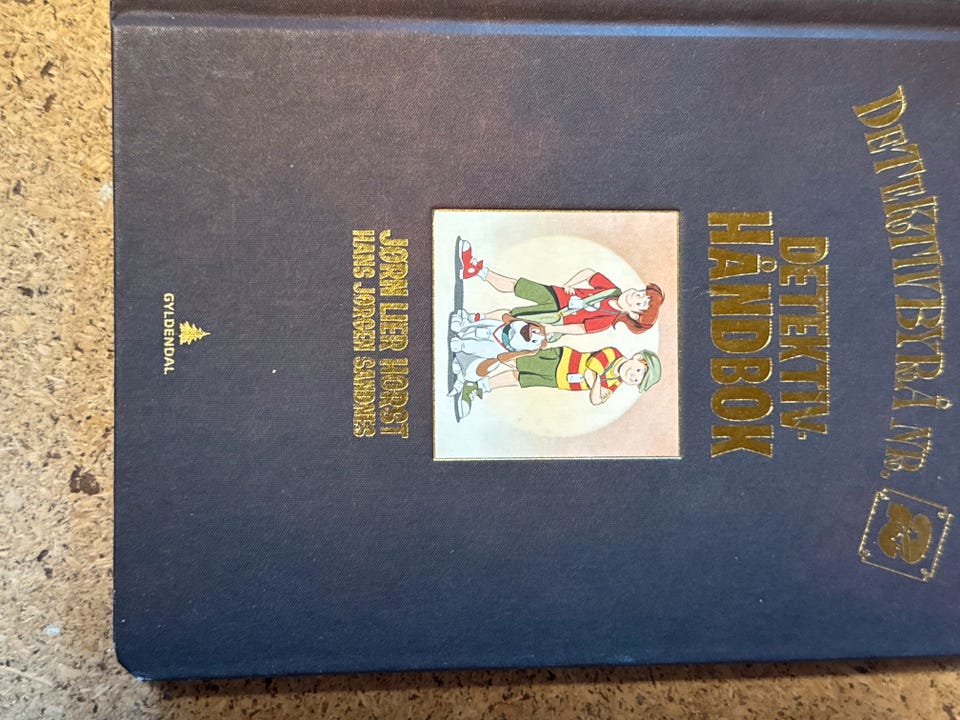 DETEKTIVBYRÅ NR. 2
DETEKTIV-
HÅNDBOK
JØRN LIER HORST
HANS JØRGEN SANDNES
GYLDENDAL